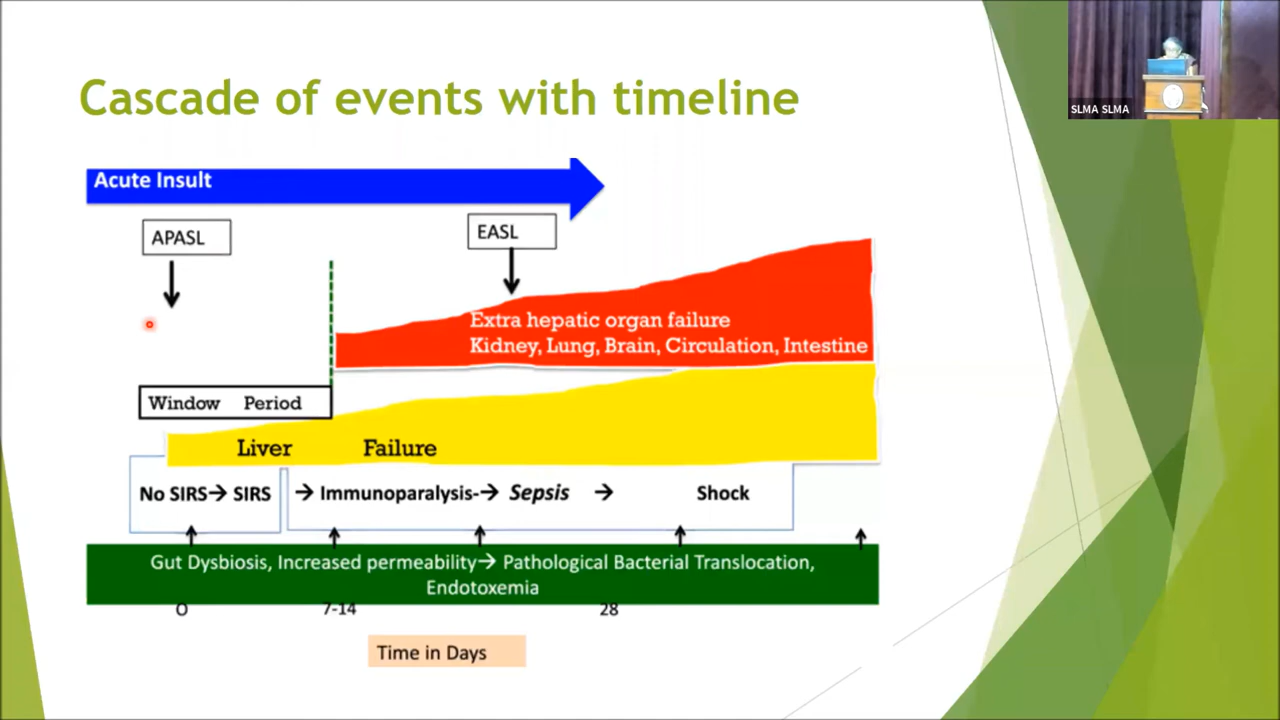 Cascade of events with timeline
SLMA SLMA
Acute Insult
APASL
EASL
Extra hepatic organ failure
Kidney, Lung, Brain, Circulation, Intestine
Window Period
Liver Failure
No SIRS→ SIRS → Immunoparalysis-→ Sepsis → Shock
Gut Dysbiosis, Increased permeability→ Pathological Bacterial Translocation,
Endotoxemia
O 7-14 28
Time in Days